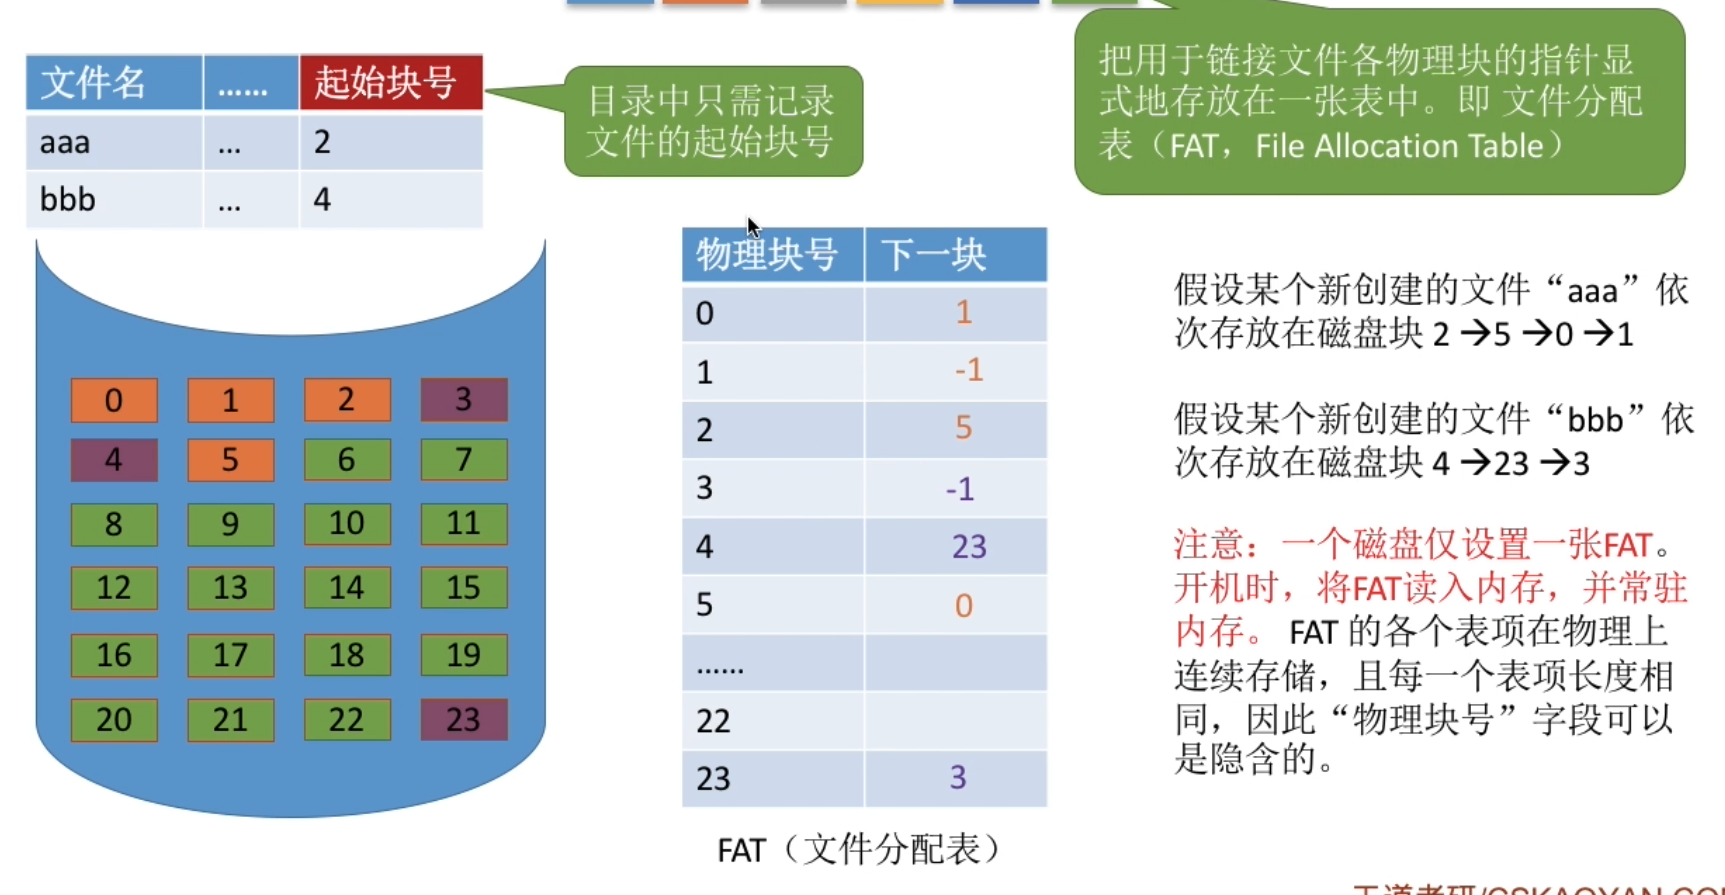 把用于链接文件各物理块的指针显
式地存放在一张表中。即 文件分配
表（FAT，File Allocation Table）
文件名 …… 起始块号
aaa ... 2
bbb ... 4
目录中只需记录
文件的起始块号
0 1 2 3
4 5 6 7
8 9 10 11
12 13 14 15
16 17 18 19
20 21 22 23
物理块号 下一块
0 1
1 -1
2 5
3 -1
4 23
5 0
……
22
23 3
FAT（文件分配表）
假设某个新创建的文件“aaa”依
次存放在磁盘块 2 →5 →0 →1
假设某个新创建的文件“bbb”依
次存放在磁盘块 4 →23 →3
注意：一个磁盘仅设置一张FAT。
开机时，将FAT读入内存，并常驻
内存。 FAT 的各个表项在物理上
连续存储，且每一个表项长度相
同，因此“物理块号”字段可以
是隐含的。